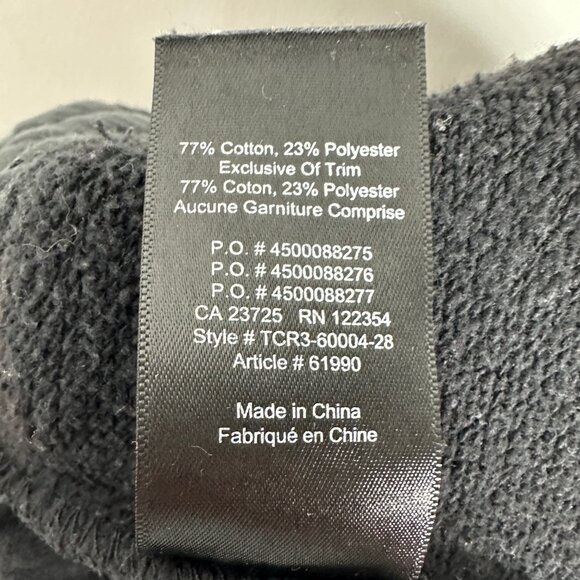 77% Cotton, 23% Polyester
Exclusive Of Trim
77% Coton, 23% Polyester
Aucune Garniture Comprise
P.O. # 4500088275
P.O. # 4500088276
P.O. # 4500088277
CA 23725 RN 122354
Style # TCR3-60004-28
Article # 61990
Made in China
Fabriqué en Chine